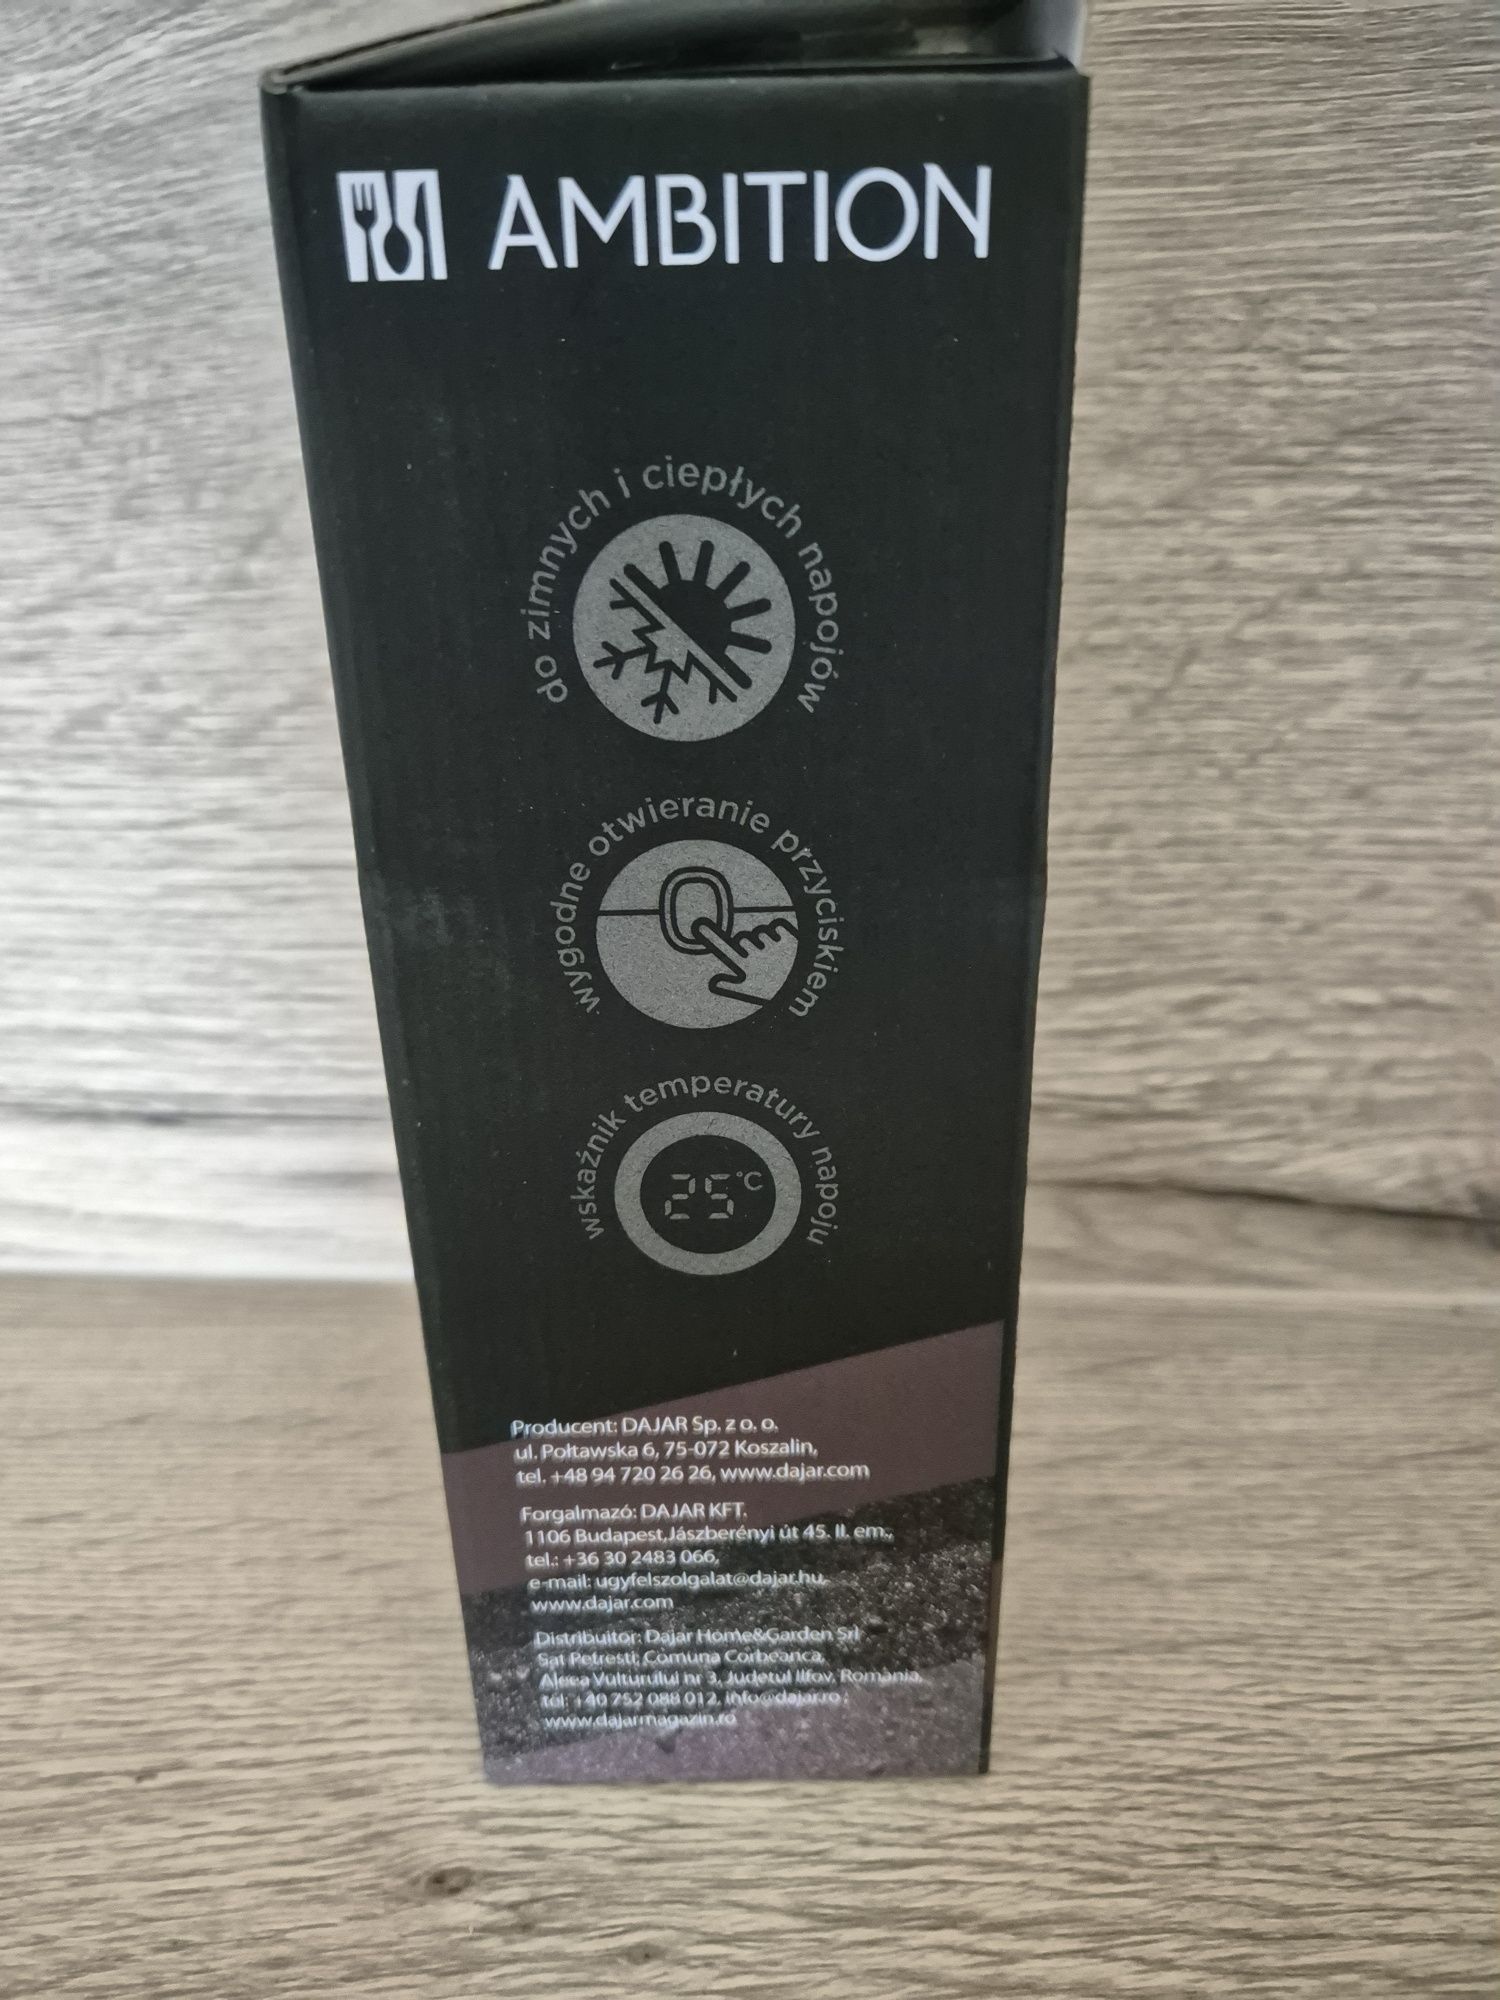 AMBITION
do zimnych i ciepłych napojów
wygodne otwieranie przyciskiem
wskaźnik temperatury napoju
25 °C
Producent: DAJAR Sp. z o. o.
ul. Połtawska 6, 75-072 Koszalin,
tel. +48 94 720 26 26, www.dajar.com
Forgalmazó: DAJAR KFT.
1106 Budapest, Jászberényi út 45. II. em.,
tel.: +36 30 2483 066,
e-mail: ugyfelszolgalat@dajar.hu,
www.dajar.com
Distribuitor: Dajar Home&Garden Srl
Sat Petresti, Comuna Corbeanca,
Aleea Vulturului nr 3, Judetul Ilfov, România,
tel: +40 752 088 012, info@dajar.ro ;
www.dajarmagazin.ro